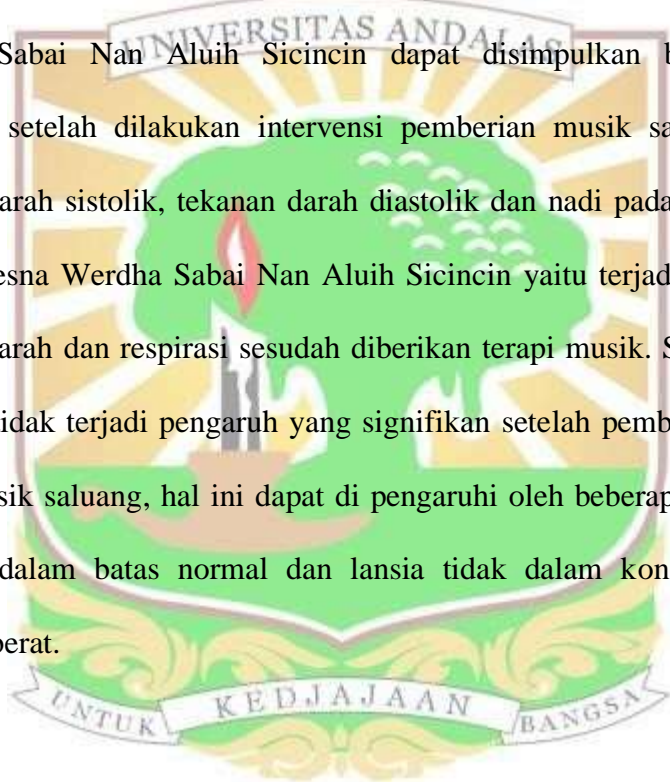 UNIVERSITAS ANDALAS
Sabai Nan Aluih Sicincin dapat disimpulkan b
setelah dilakukan intervensi pemberian musik sa
arah sistolik, tekanan darah diastolik dan nadi pada
esna Werdha Sabai Nan Aluih Sicincin yaitu terjad
arah dan respirasi sesudah diberikan terapi musik. S
idak terjadi pengaruh yang signifikan setelah pemb
sik saluang, hal ini dapat di pengaruhi oleh beberap
dalam batas normal dan lansia tidak dalam kon
berat.
UNTUK KEDJAJAAN BANGSA